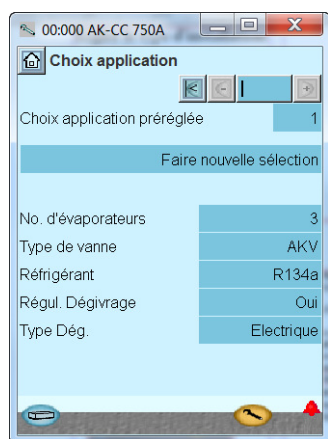 00:000 AK-CC 750A
Choix application
Choix application préréglée 1
Faire nouvelle sélection
No. d'évaporateurs 3
Type de vanne AKV
Réfrigérant R134a
Régul. Dégivrage Oui
Type Dég. Electrique